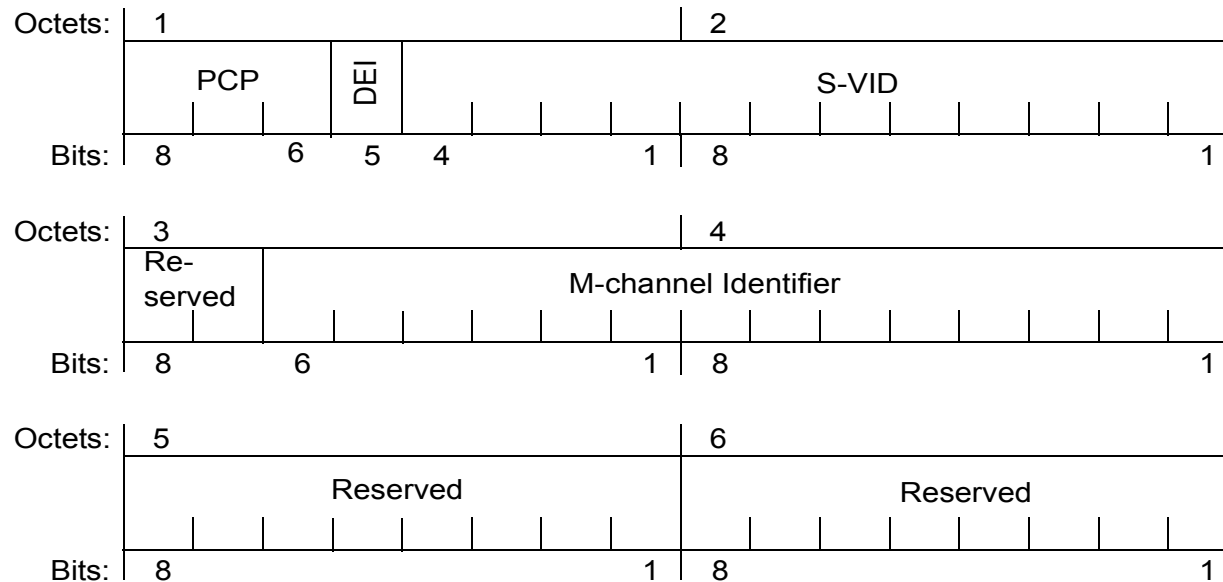 Octets: 1 2
PCP DEI S-VID
Bits: 8 6 5 4 1 8 1
Octets: 3 4
Re-
served
M-channel Identifier
Bits: 8 6 1 8 1
Octets: 5 6
Reserved Reserved
Bits: 8 1 8 1